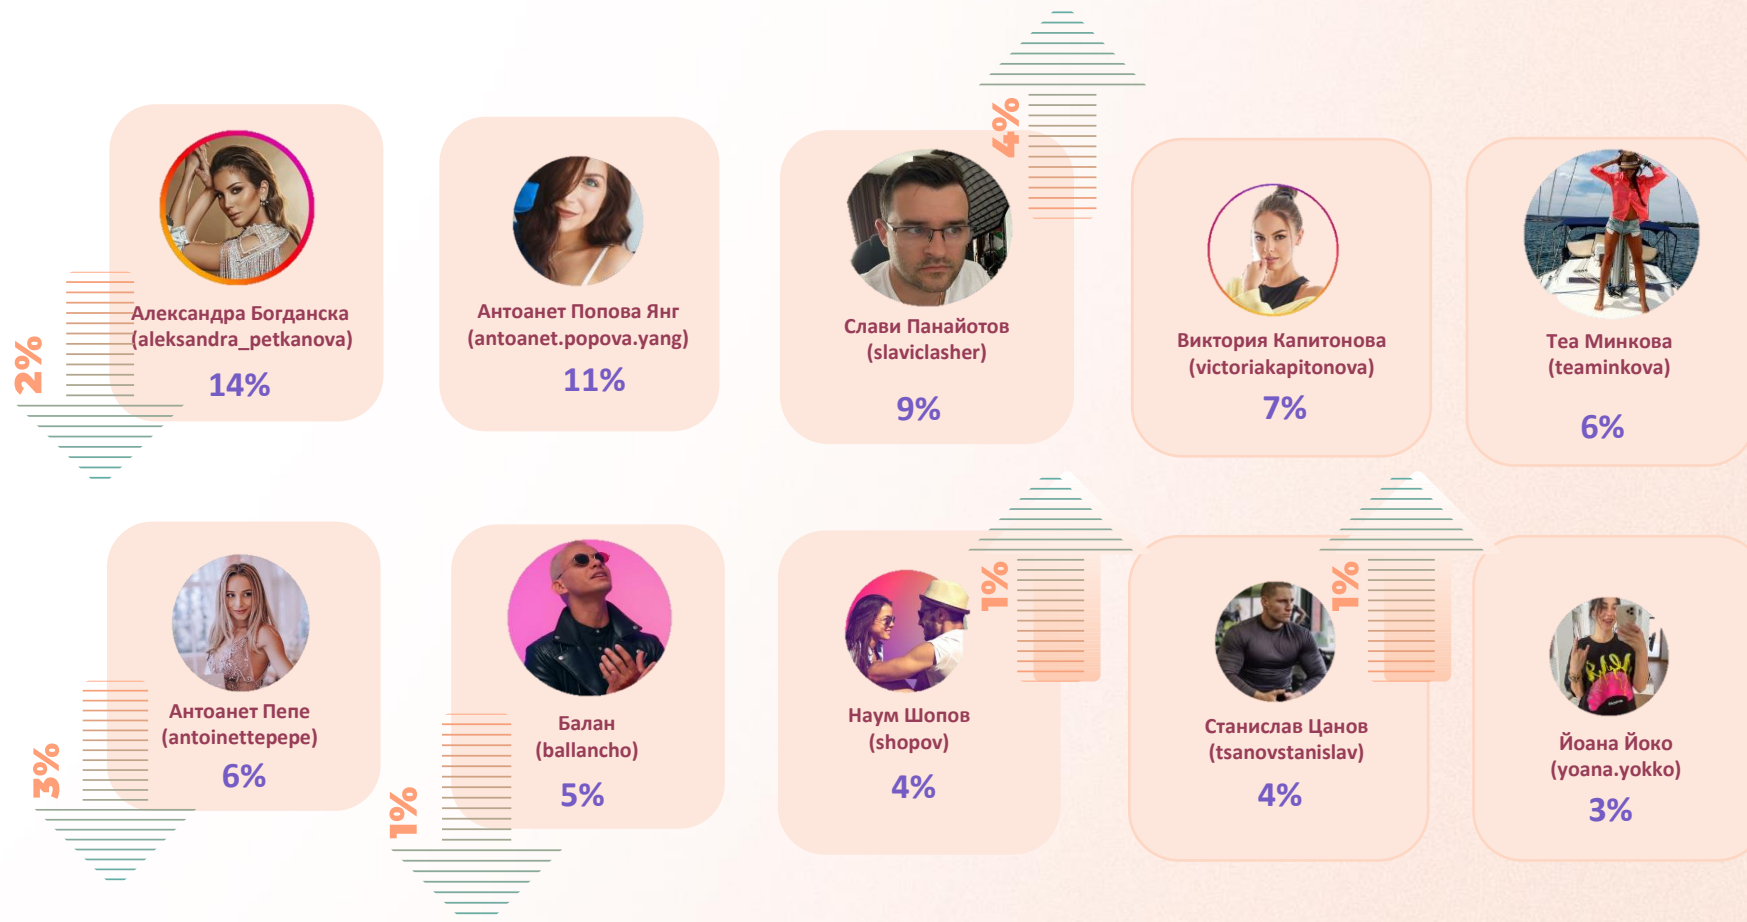 2%
Александра Богданска
(aleksandra_petkanova)
14%
Антоанет Попова Янг
(antoanet.popova.yang)
11%
4%
Слави Панайотов
(slaviclasher)
9%
Виктория Капитонова
(victoriakapitonova)
7%
Теа Минкова
(teaminkova)
6%
3%
Антоанет Пепе
(antoinettepepe)
6%
1%
Балан
(ballancho)
5%
1%
Наум Шопов
(shopov)
4%
1%
Станислав Цанов
(tsanovstanislav)
4%
Йоана Йоко
(yoana.yokko)
3%